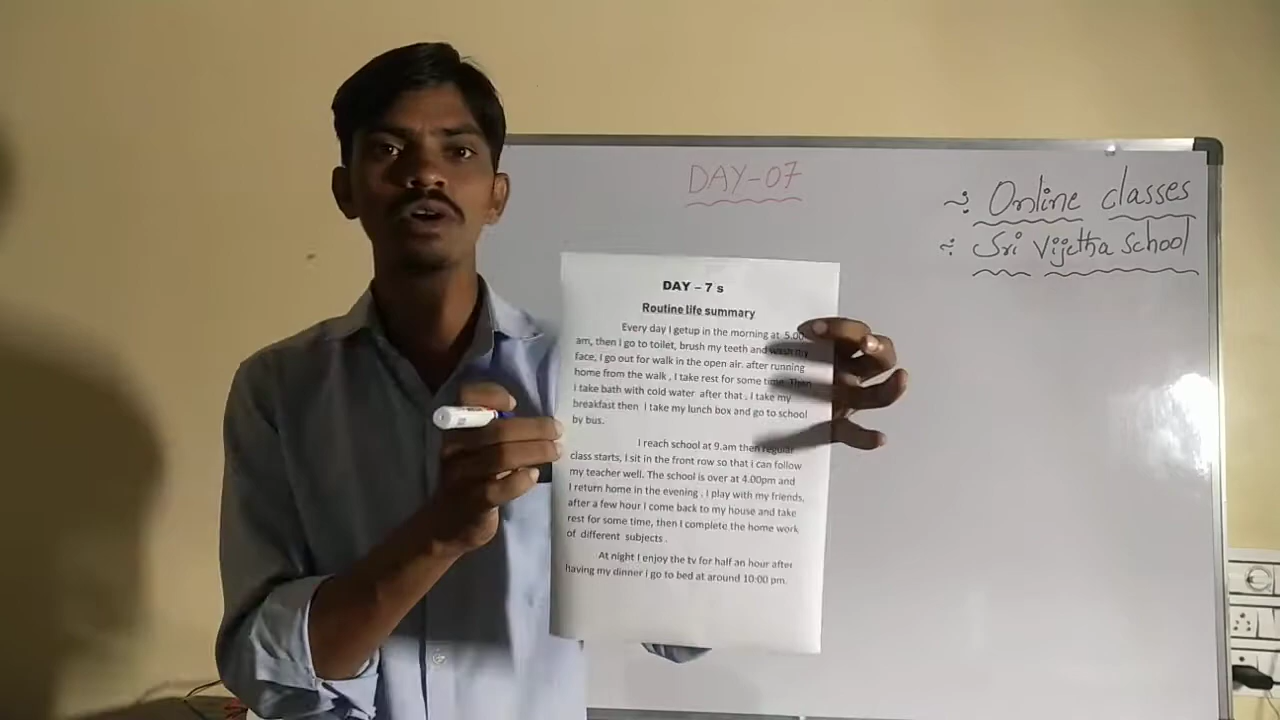 DAY-07
~: Online classes
~: Sri Vijetha School
DAY – 7 s
Routine life summary
Every day I getup in the morning at 5.00
am, then I go to toilet, brush my teeth and wash my
face, I go out for walk in the open air. after running
home from the walk , I take rest for some time. Then
i take bath with cold water after that , I take my
breakfast then I take my lunch box and go to school
by bus.
I reach school at 9.am then regular
class starts, I sit in the front row so that i can follow
my teacher well. The school is over at 4.00pm and
I return home in the evening . I play with my friends,
after a few hour I come back to my house and take
rest for some time, then I complete the home work
of different subjects .
At night I enjoy the tv for half an hour after
having my dinner i go to bed at around 10:00 pm.